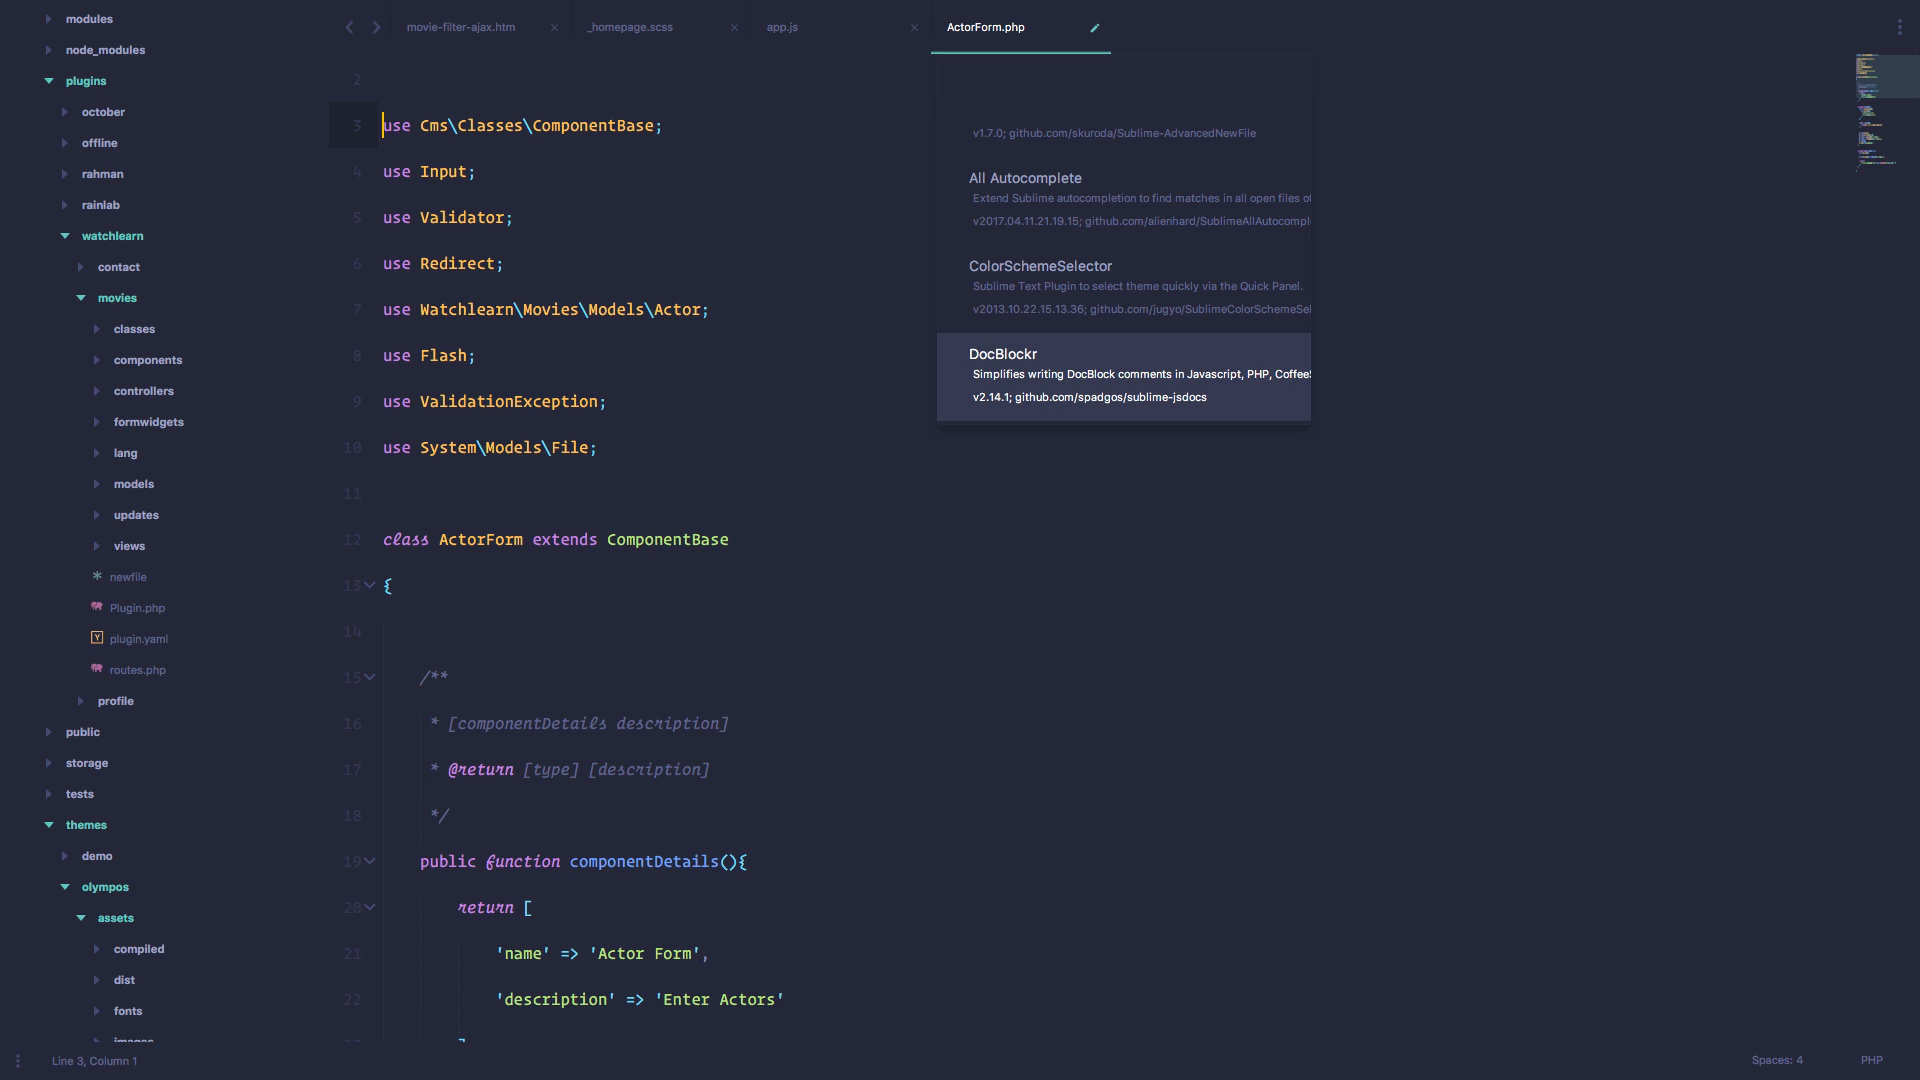 modules
node_modules
plugins
october
offline
rahman
rainlab
watchlearn
contact
movies
classes
components
controllers
formwidgets
lang
models
updates
views
newfile
Plugin.php
plugin.yaml
routes.php
profile
public
storage
tests
themes
demo
olympos
assets
compiled
dist
fonts
images
movie-filter-ajax.htm
_homepage.scss
app.js
ActorForm.php
2
3 use Cms\Classes\ComponentBase;
4 use Input;
5 use Validator;
6 use Redirect;
7 use Watchlearn\Movies\Models\Actor;
8 use Flash;
9 use ValidationException;
10 use System\Models\File;
11
12 class ActorForm extends ComponentBase
13 {
14
15 /**
16 * [componentDetails description]
17 * @return [type] [description]
18 */
19 public function componentDetails(){
20 return [
21 'name' => 'Actor Form',
22 'description' => 'Enter Actors'
v1.7.0; github.com/skuroda/Sublime-AdvancedNewFile
All Autocomplete
Extend Sublime autocompletion to find matches in all open files of
v2017.04.11.21.19.15; github.com/alienhard/SublimeAllAutocompl
ColorSchemeSelector
Sublime Text Plugin to select theme quickly via the Quick Panel.
v2013.10.22.15.13.36; github.com/jugyo/SublimeColorSchemeSel
DocBlockr
Simplifies writing DocBlock comments in Javascript, PHP, CoffeeS
v2.14.1; github.com/spadgos/sublime-jsdocs
Line 3, Column 1
Spaces: 4
PHP